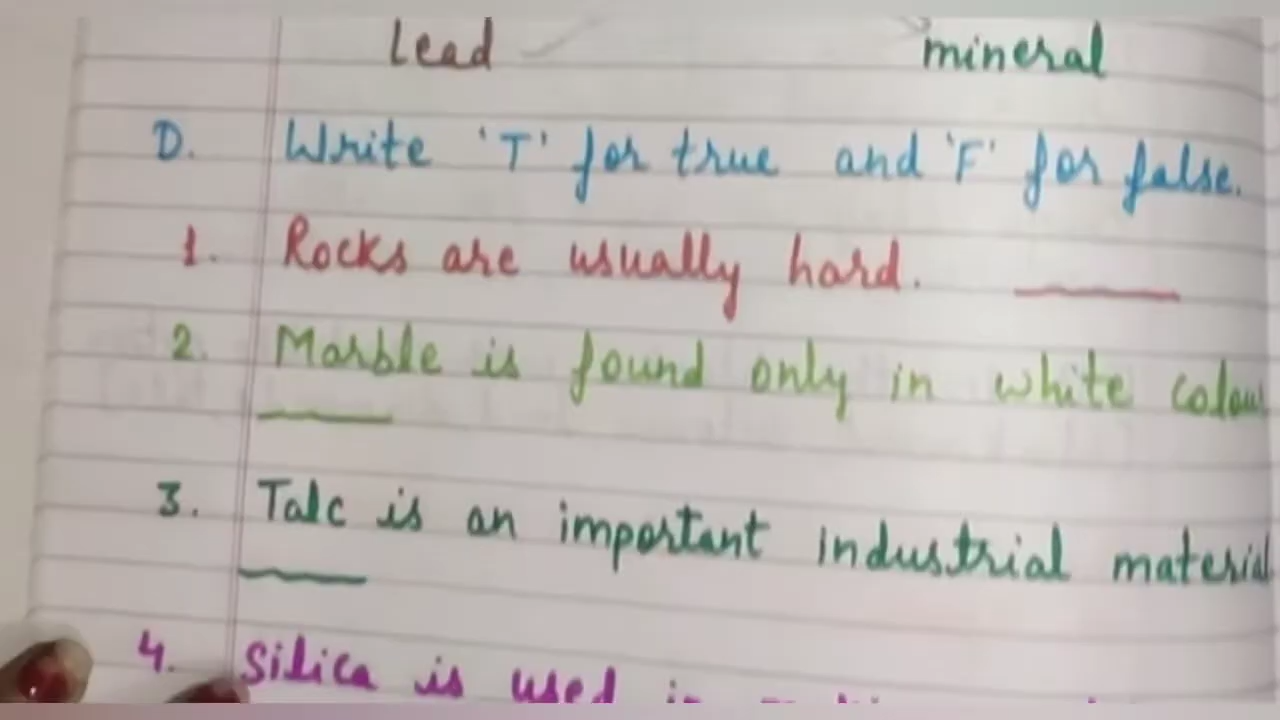 lead mineral
D. Write 'T' for true and 'F' for false.
1. Rocks are usually hard.
2. Marble is found only in white colour
3. Talc is an important industrial material
4. Silica is used in